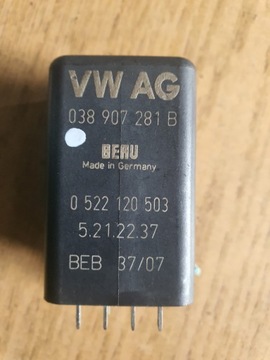 VW AG
038 907 281 B
BERU
Made in Germany
0 522 120 503
5.21.22.37
BEB 37/07